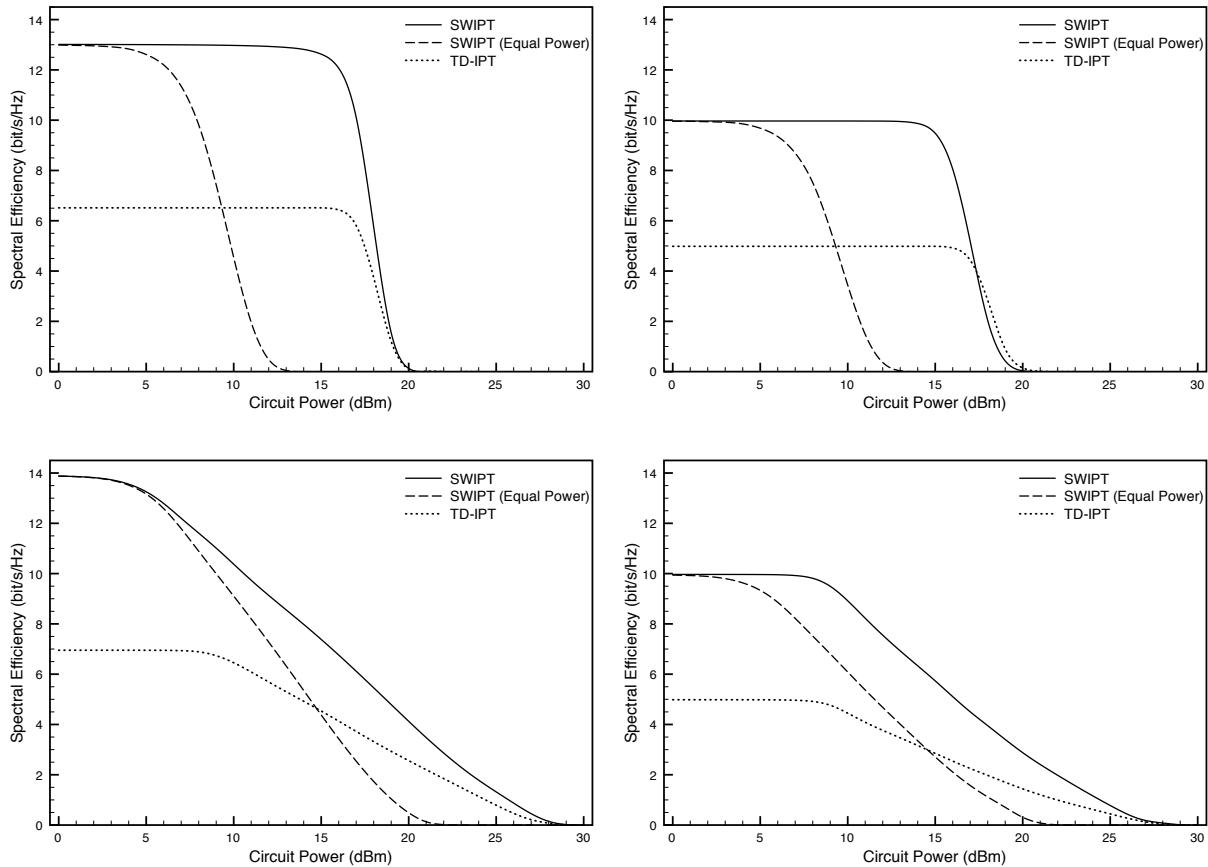 14
12
10
8
6
4
2
0
Spectral Efficiency (bit/s/Hz)
SWIPT
SWIPT (Equal Power)
TD-IPT
0 5 10 15 20 25 30
Circuit Power (dBm)
14
12
10
8
6
4
2
0
Spectral Efficiency (bit/s/Hz)
SWIPT
SWIPT (Equal Power)
TD-IPT
0 5 10 15 20 25 30
Circuit Power (dBm)
14
12
10
8
6
4
2
0
Spectral Efficiency (bit/s/Hz)
SWIPT
SWIPT (Equal Power)
TD-IPT
0 5 10 15 20 25 30
Circuit Power (dBm)
14
12
10
8
6
4
2
0
Spectral Efficiency (bit/s/Hz)
SWIPT
SWIPT (Equal Power)
TD-IPT
0 5 10 15 20 25 30
Circuit Power (dBm)